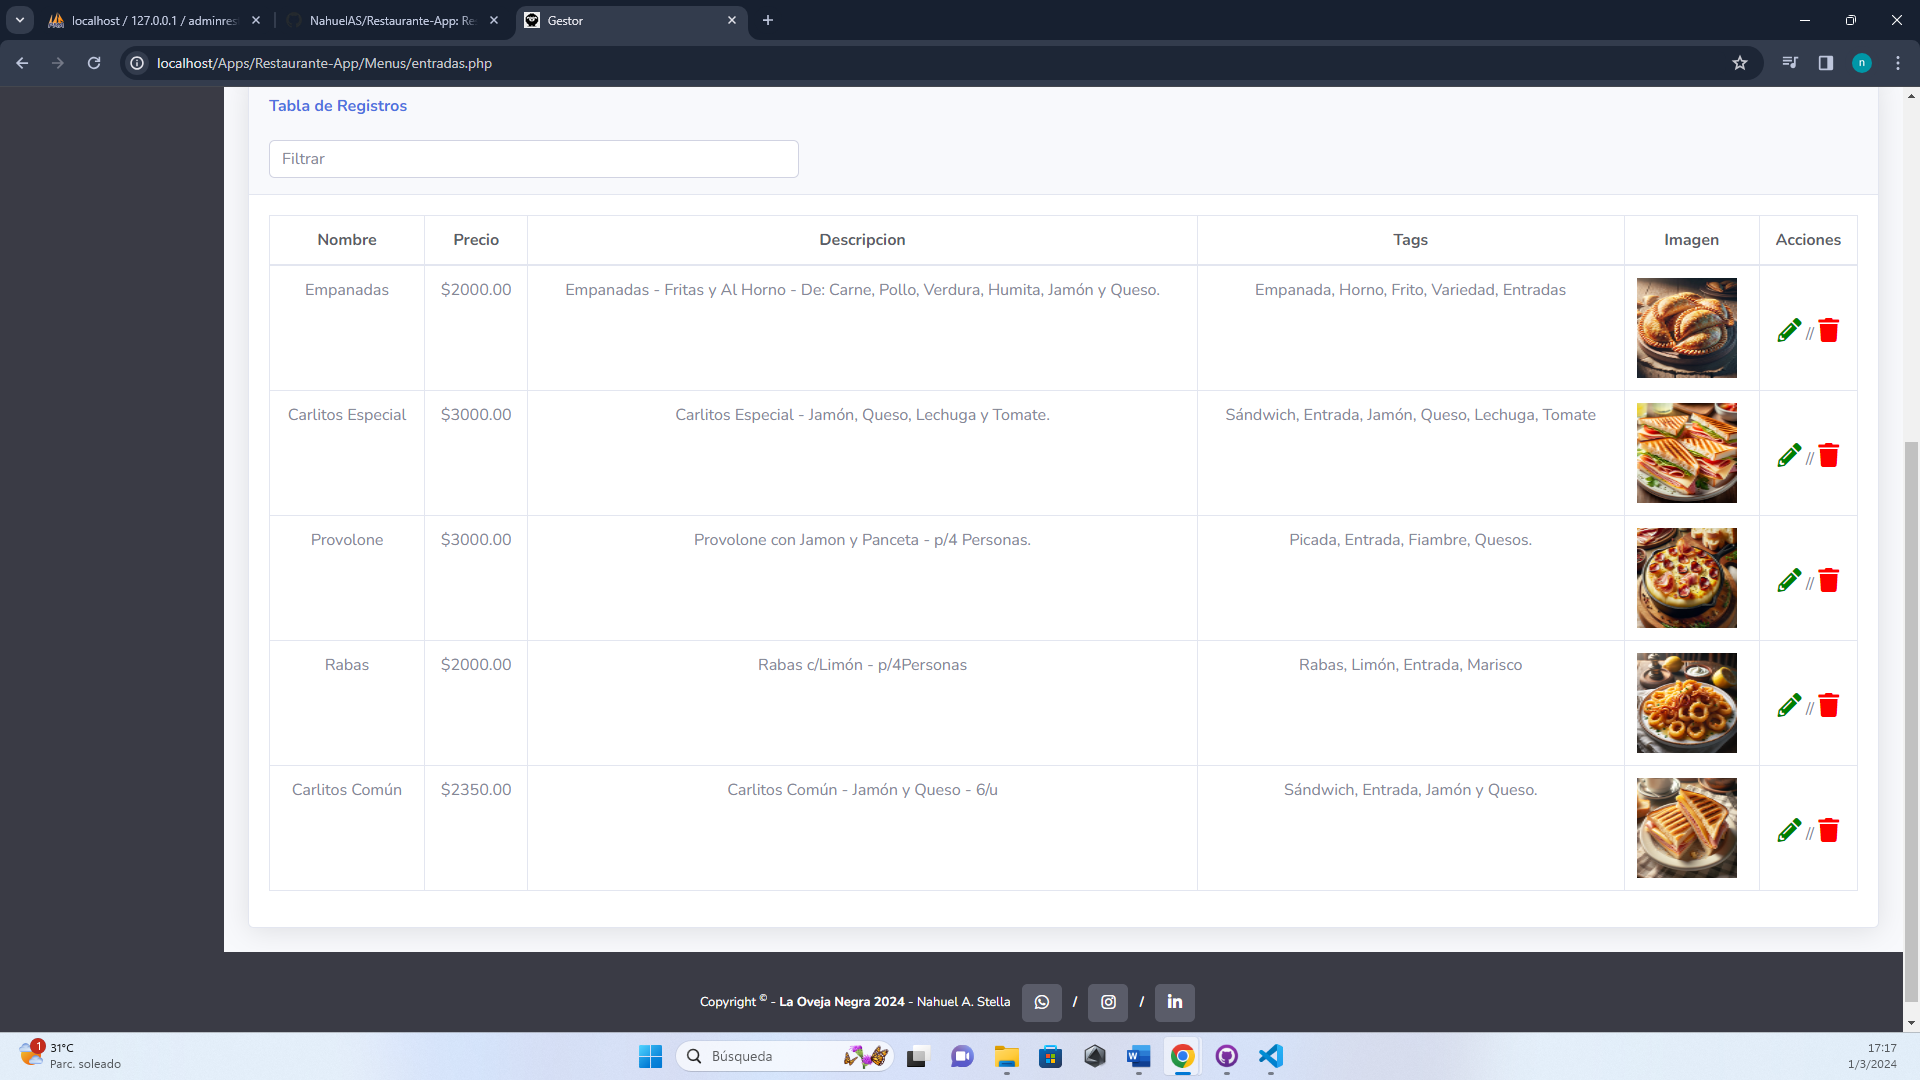 localhost / 127.0.0.1 / adminres
NahuelAS/Restaurante-App: Re
Gestor
localhost/Apps/Restaurante-App/Menus/entradas.php
n
Tabla de Registros
Filtrar
Nombre Precio Descripcion Tags Imagen Acciones
Empanadas $2000.00 Empanadas - Fritas y Al Horno - De: Carne, Pollo, Verdura, Humita, Jamón y Queso. Empanada, Horno, Frito, Variedad, Entradas
//
Carlitos Especial $3000.00 Carlitos Especial - Jamón, Queso, Lechuga y Tomate. Sándwich, Entrada, Jamón, Queso, Lechuga, Tomate
//
Provolone $3000.00 Provolone con Jamon y Panceta - p/4 Personas. Picada, Entrada, Fiambre, Quesos.
//
Rabas $2000.00 Rabas c/Limón - p/4Personas Rabas, Limón, Entrada, Marisco
//
Carlitos Común $2350.00 Carlitos Común - Jamón y Queso - 6/u Sándwich, Entrada, Jamón y Queso.
//
Copyright © - La Oveja Negra 2024 - Nahuel A. Stella / / in
1 31°C
Parc. soleado
Búsqueda
17:17
1/3/2024